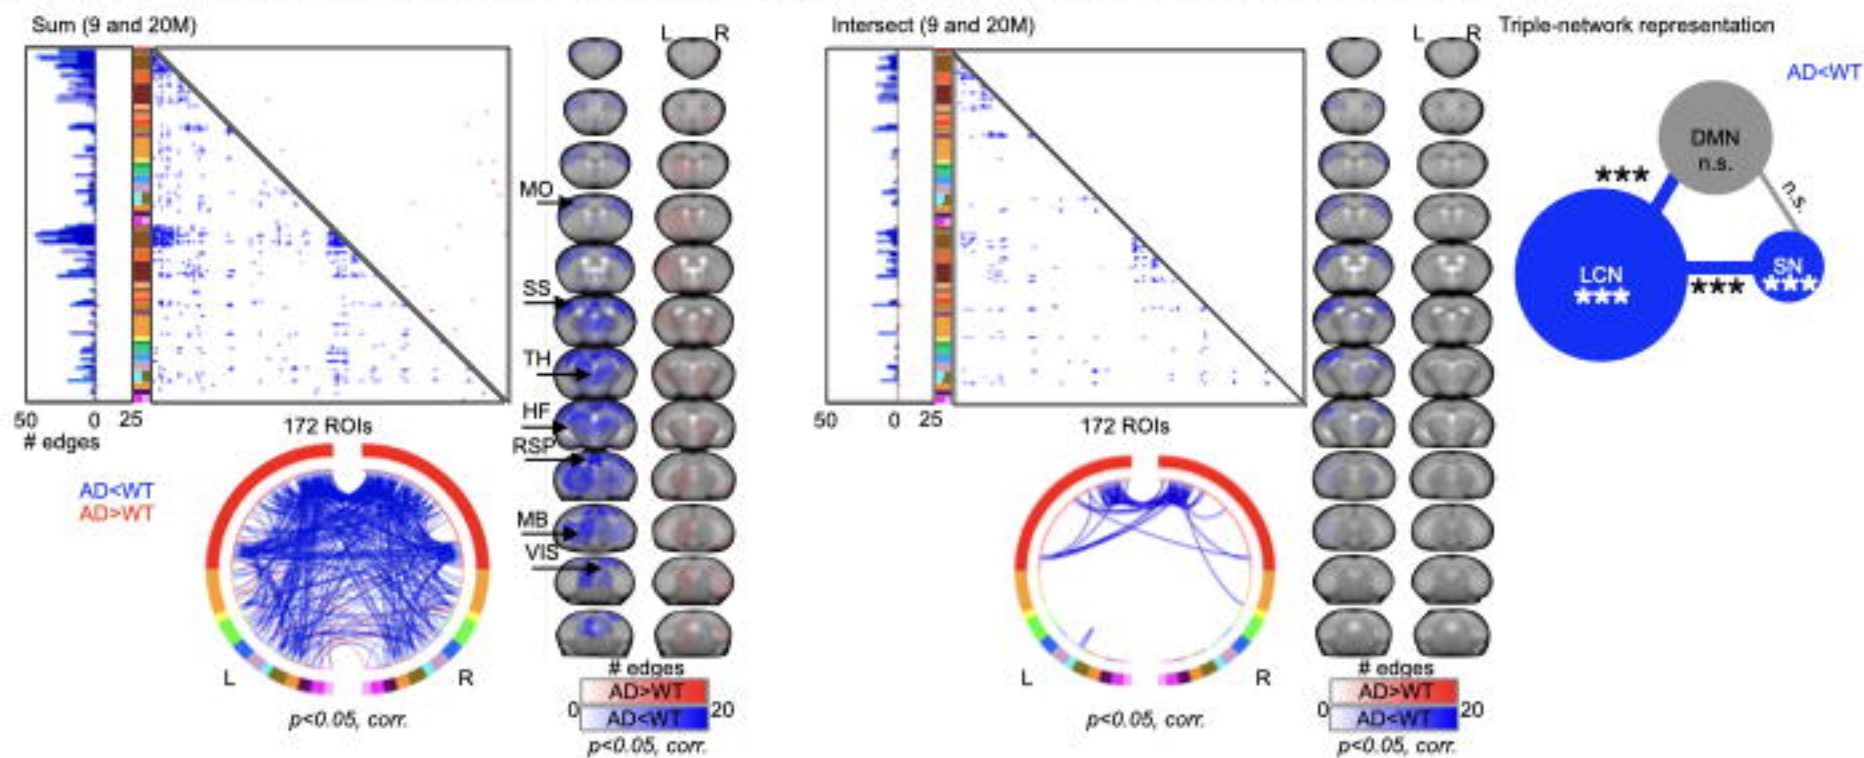 Sum (9 and 20M)
50 0 25
# edges
172 ROIs
AD<WT
AD>WT
L R
p<0.05, corr.
L R
MO
SS
TH
HF
RSP
MB
VIS
# edges
AD>WT
0 AD<WT 20
p<0.05, corr.
Intersect (9 and 20M)
50 0 25
172 ROIs
L R
p<0.05, corr.
L R
# edges
AD>WT
0 AD<WT 20
p<0.05, corr.
Triple-network representation
AD<WT
DMN
n.s.
***
n.s.
LCN
***
***
SN
***